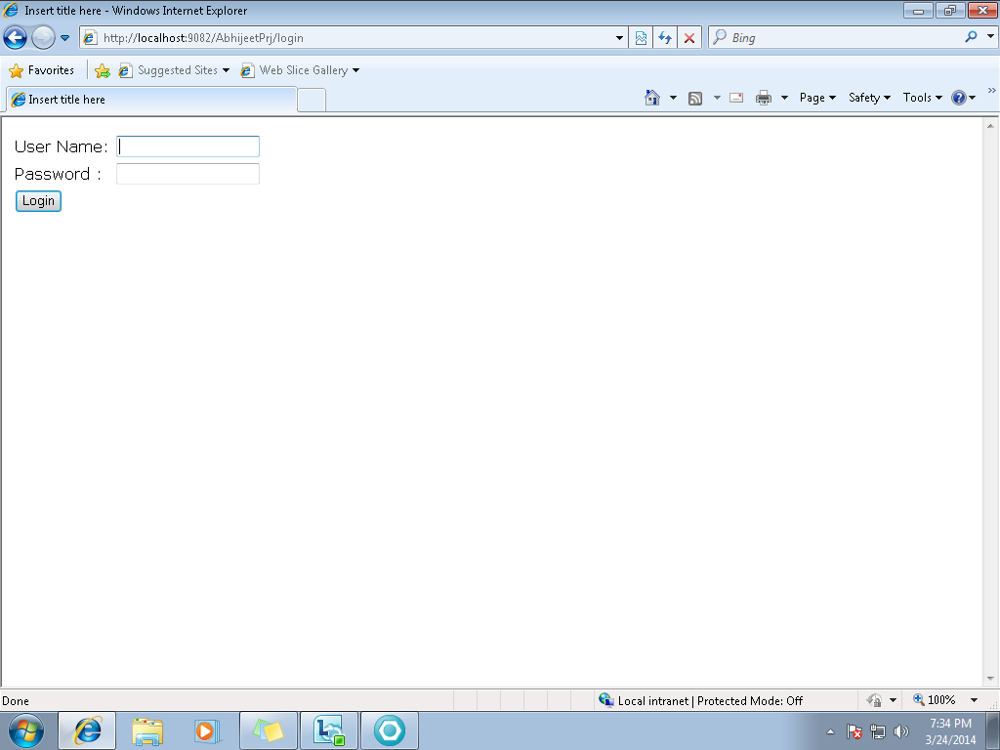 Insert title here - Windows Internet Explorer
http://localhost:9082/AbhijeetPrj/login
Bing
Favorites
Suggested Sites
Web Slice Gallery
Insert title here
Page
Safety
Tools
»
User Name:
Password :
Login
Done
Local intranet | Protected Mode: Off
100%
7:34 PM
3/24/2014